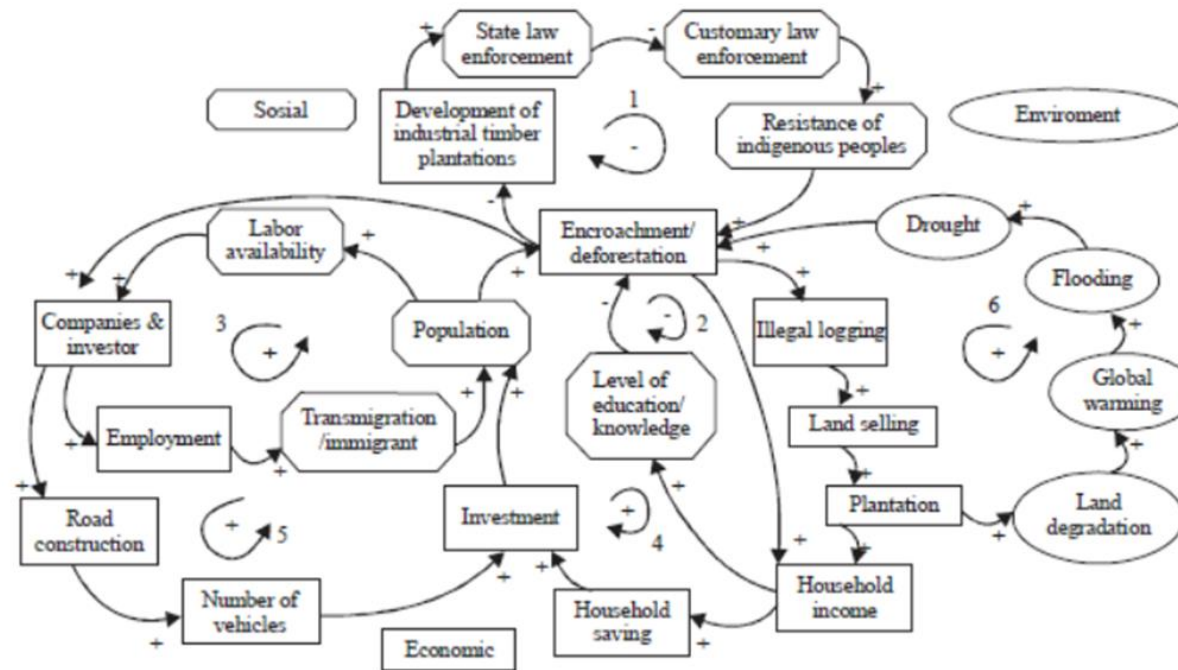 State law
enforcement
Customary law
enforcement
+
-
+
Sosial
Development of
industrial timber
plantations
1
-
Resistance of
indigenous peoples
Enviroment
-
+
Labor
availability
+
Encroachment/
deforestation
+
Drought
+
+
+
+
+
+
Flooding
Companies &
investor
3
+
Population
-
-
2
Illegal logging
6
+
+
Level of
education/
knowledge
+
+
+
Global
warming
Transmigration
/immigrant
Land selling
Employment
+
+
+
+
+
+
Road
construction
+
5
Investment
+
4
Plantation
+
Land
degradation
+
+
+
+
Number of
vehicles
+
Household
saving
+
Household
income
Economic